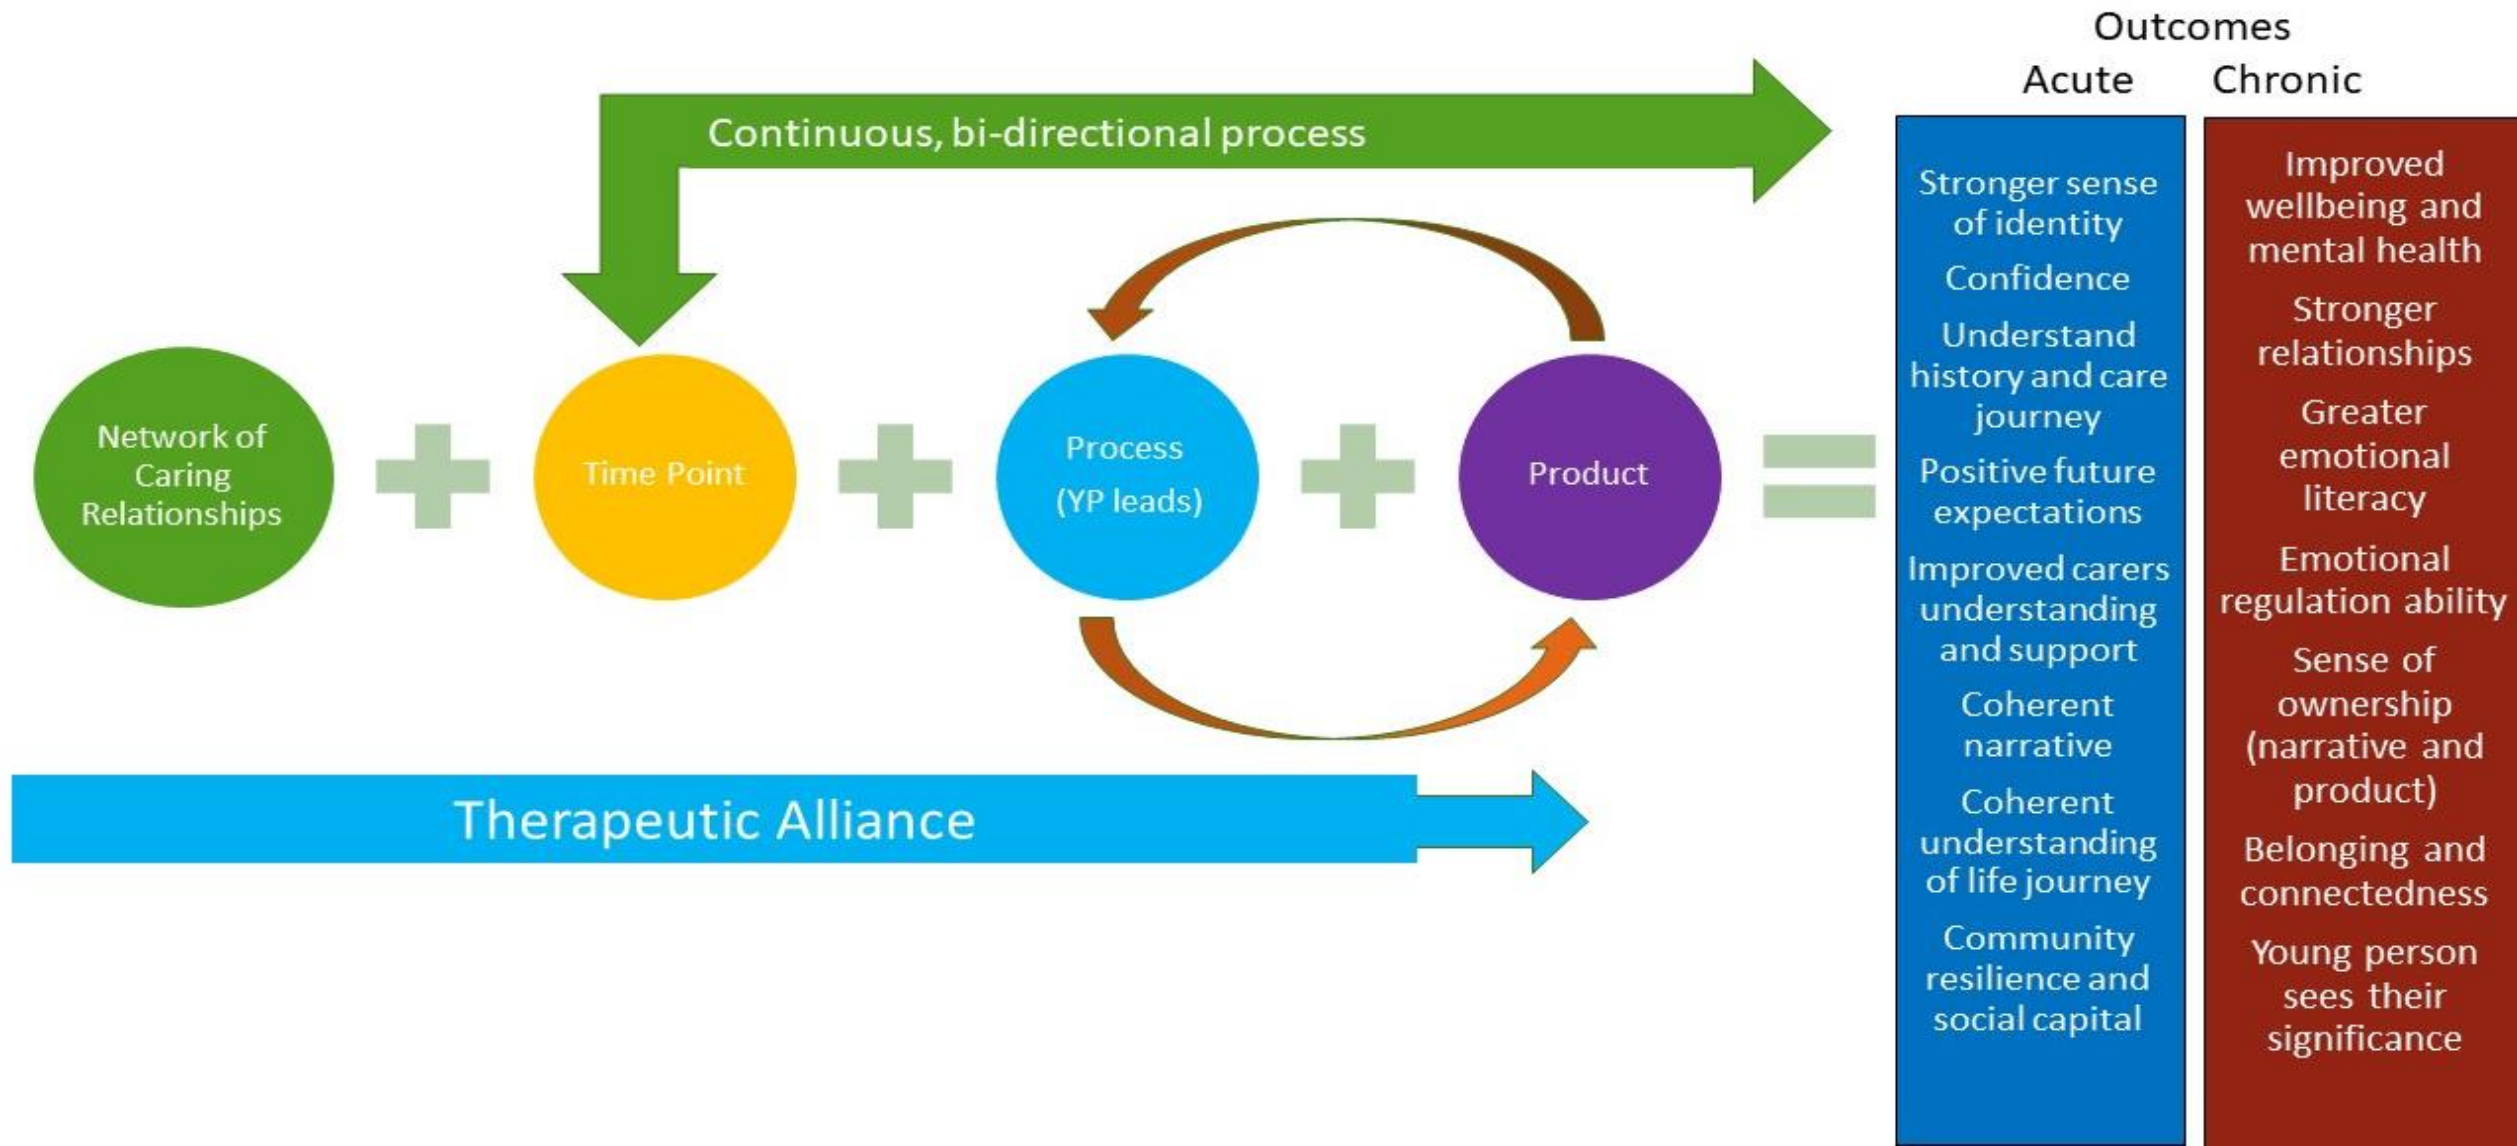 Outcomes
Acute
Chronic
Continuous, bi-directional process
Network of
Caring
Relationships
Time Point
Process
(YP leads)
Product
Therapeutic Alliance
Stronger sense
of identity
Confidence
Understand
history and care
journey
Positive future
expectations
Improved carers
understanding
and support
Coherent
narrative
Coherent
understanding
of life journey
Community
resilience and
social capital
Improved
wellbeing and
mental health
Stronger
relationships
Greater
emotional
literacy
Emotional
regulation ability
Sense of
ownership
(narrative and
product)
Belonging and
connectedness
Young person
sees their
significance